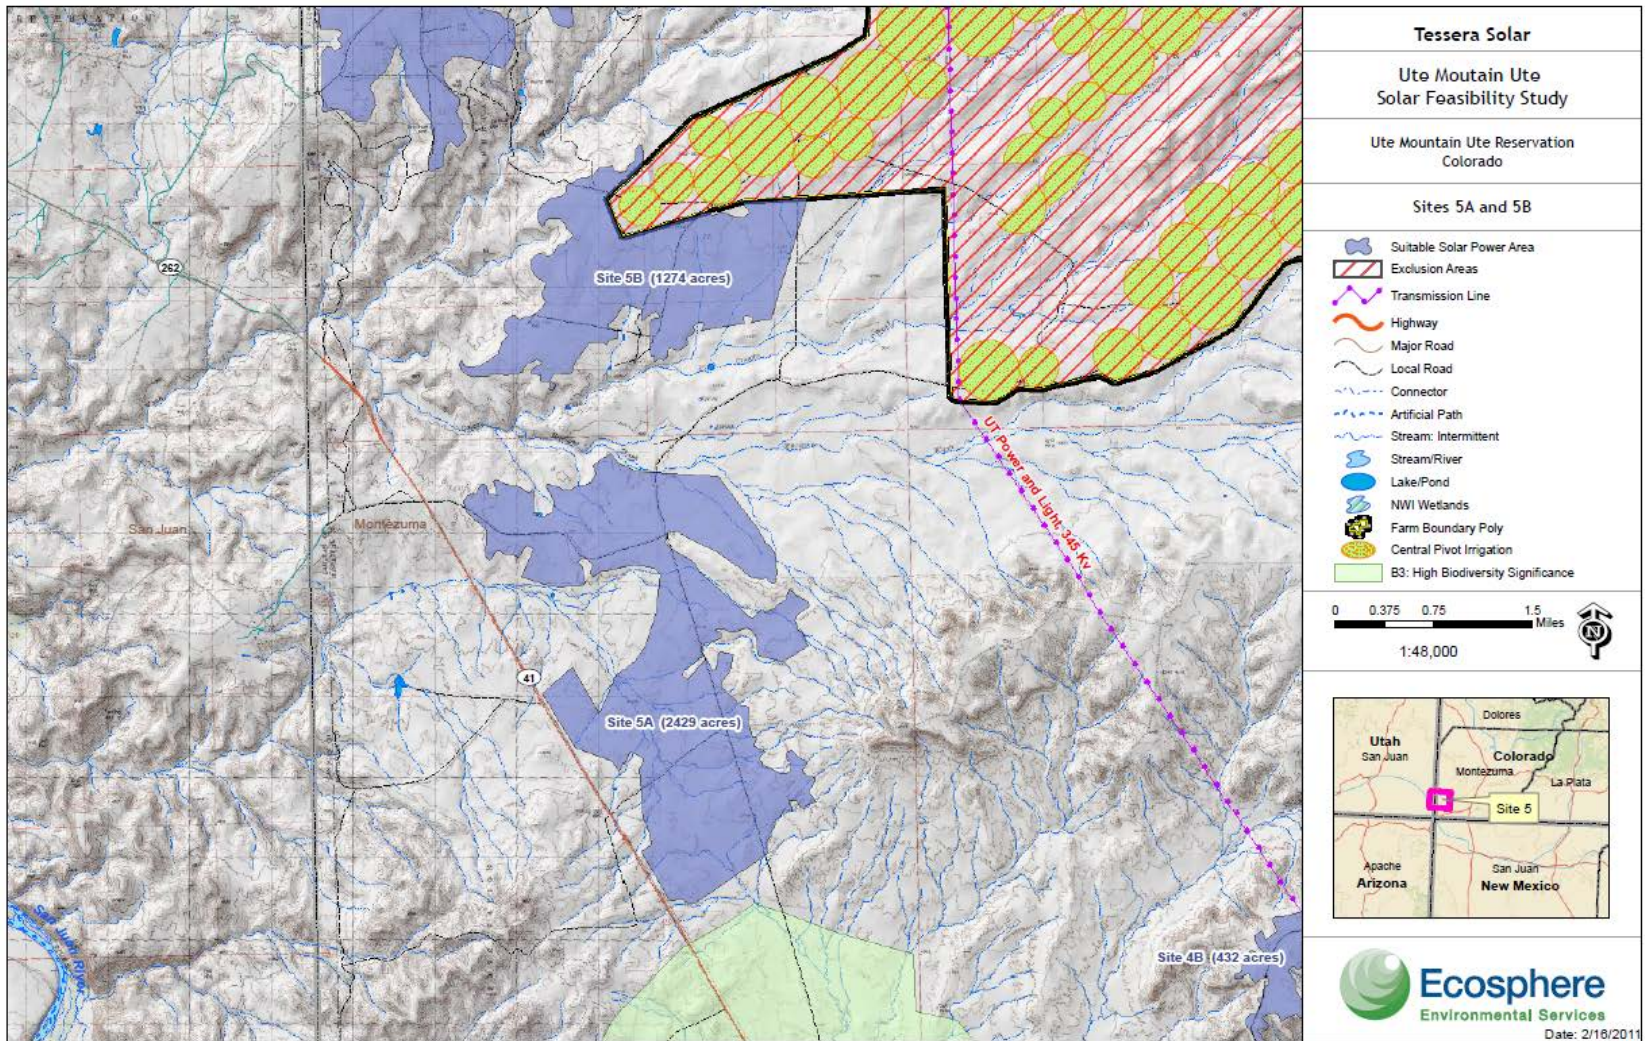 RESERVATION
262
Site 5B (1274 acres)
UT Power and Light, 345 Kv
San Juan
Montezuma
41
Site 5A (2429 acres)
San Juan River
Site 4B (432 acres)
Tessera Solar
Ute Moutain Ute
Solar Feasibility Study
Ute Mountain Ute Reservation
Colorado
Sites 5A and 5B
Suitable Solar Power Area
Exclusion Areas
Transmission Line
Highway
Major Road
Local Road
Connector
Artificial Path
Stream: Intermittent
Stream/River
Lake/Pond
NWI Wetlands
Farm Boundary Poly
Central Pivot Irrigation
B3: High Biodiversity Significance
0 0.375 0.75 1.5
Miles
N
1:48,000
Dolores
Utah
San Juan
Colorado
Montezuma
La Plata
Site 5
Apache
Arizona
San Juan
New Mexico
Ecosphere
Environmental Services
Date: 2/16/2011